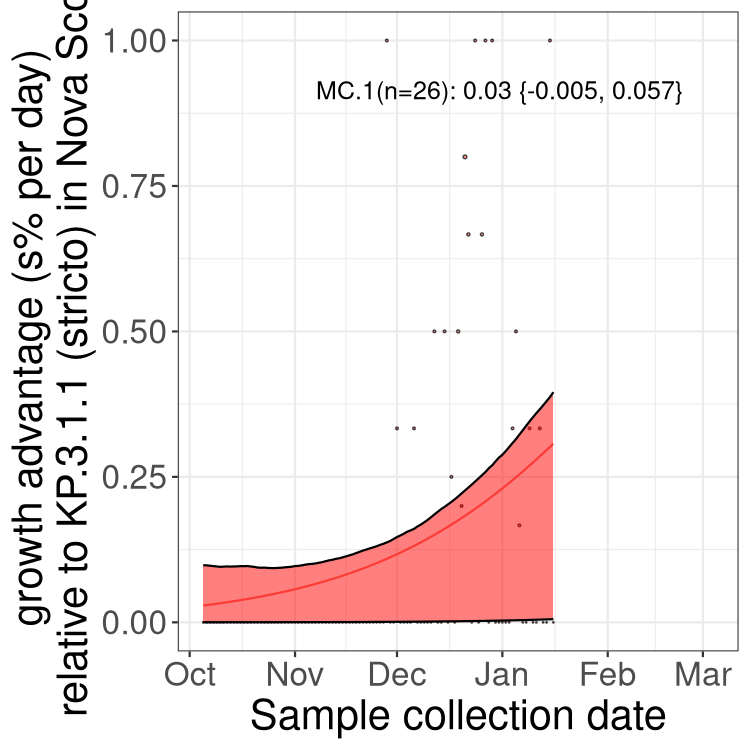 growth advantage (s% per day)
relative to KP.3.1.1 (stricto) in Nova Sco
1.00
0.75
0.50
0.25
0.00
MC.1(n=26): 0.03 {-0.005, 0.057}
Oct Nov Dec Jan Feb Mar
Sample collection date